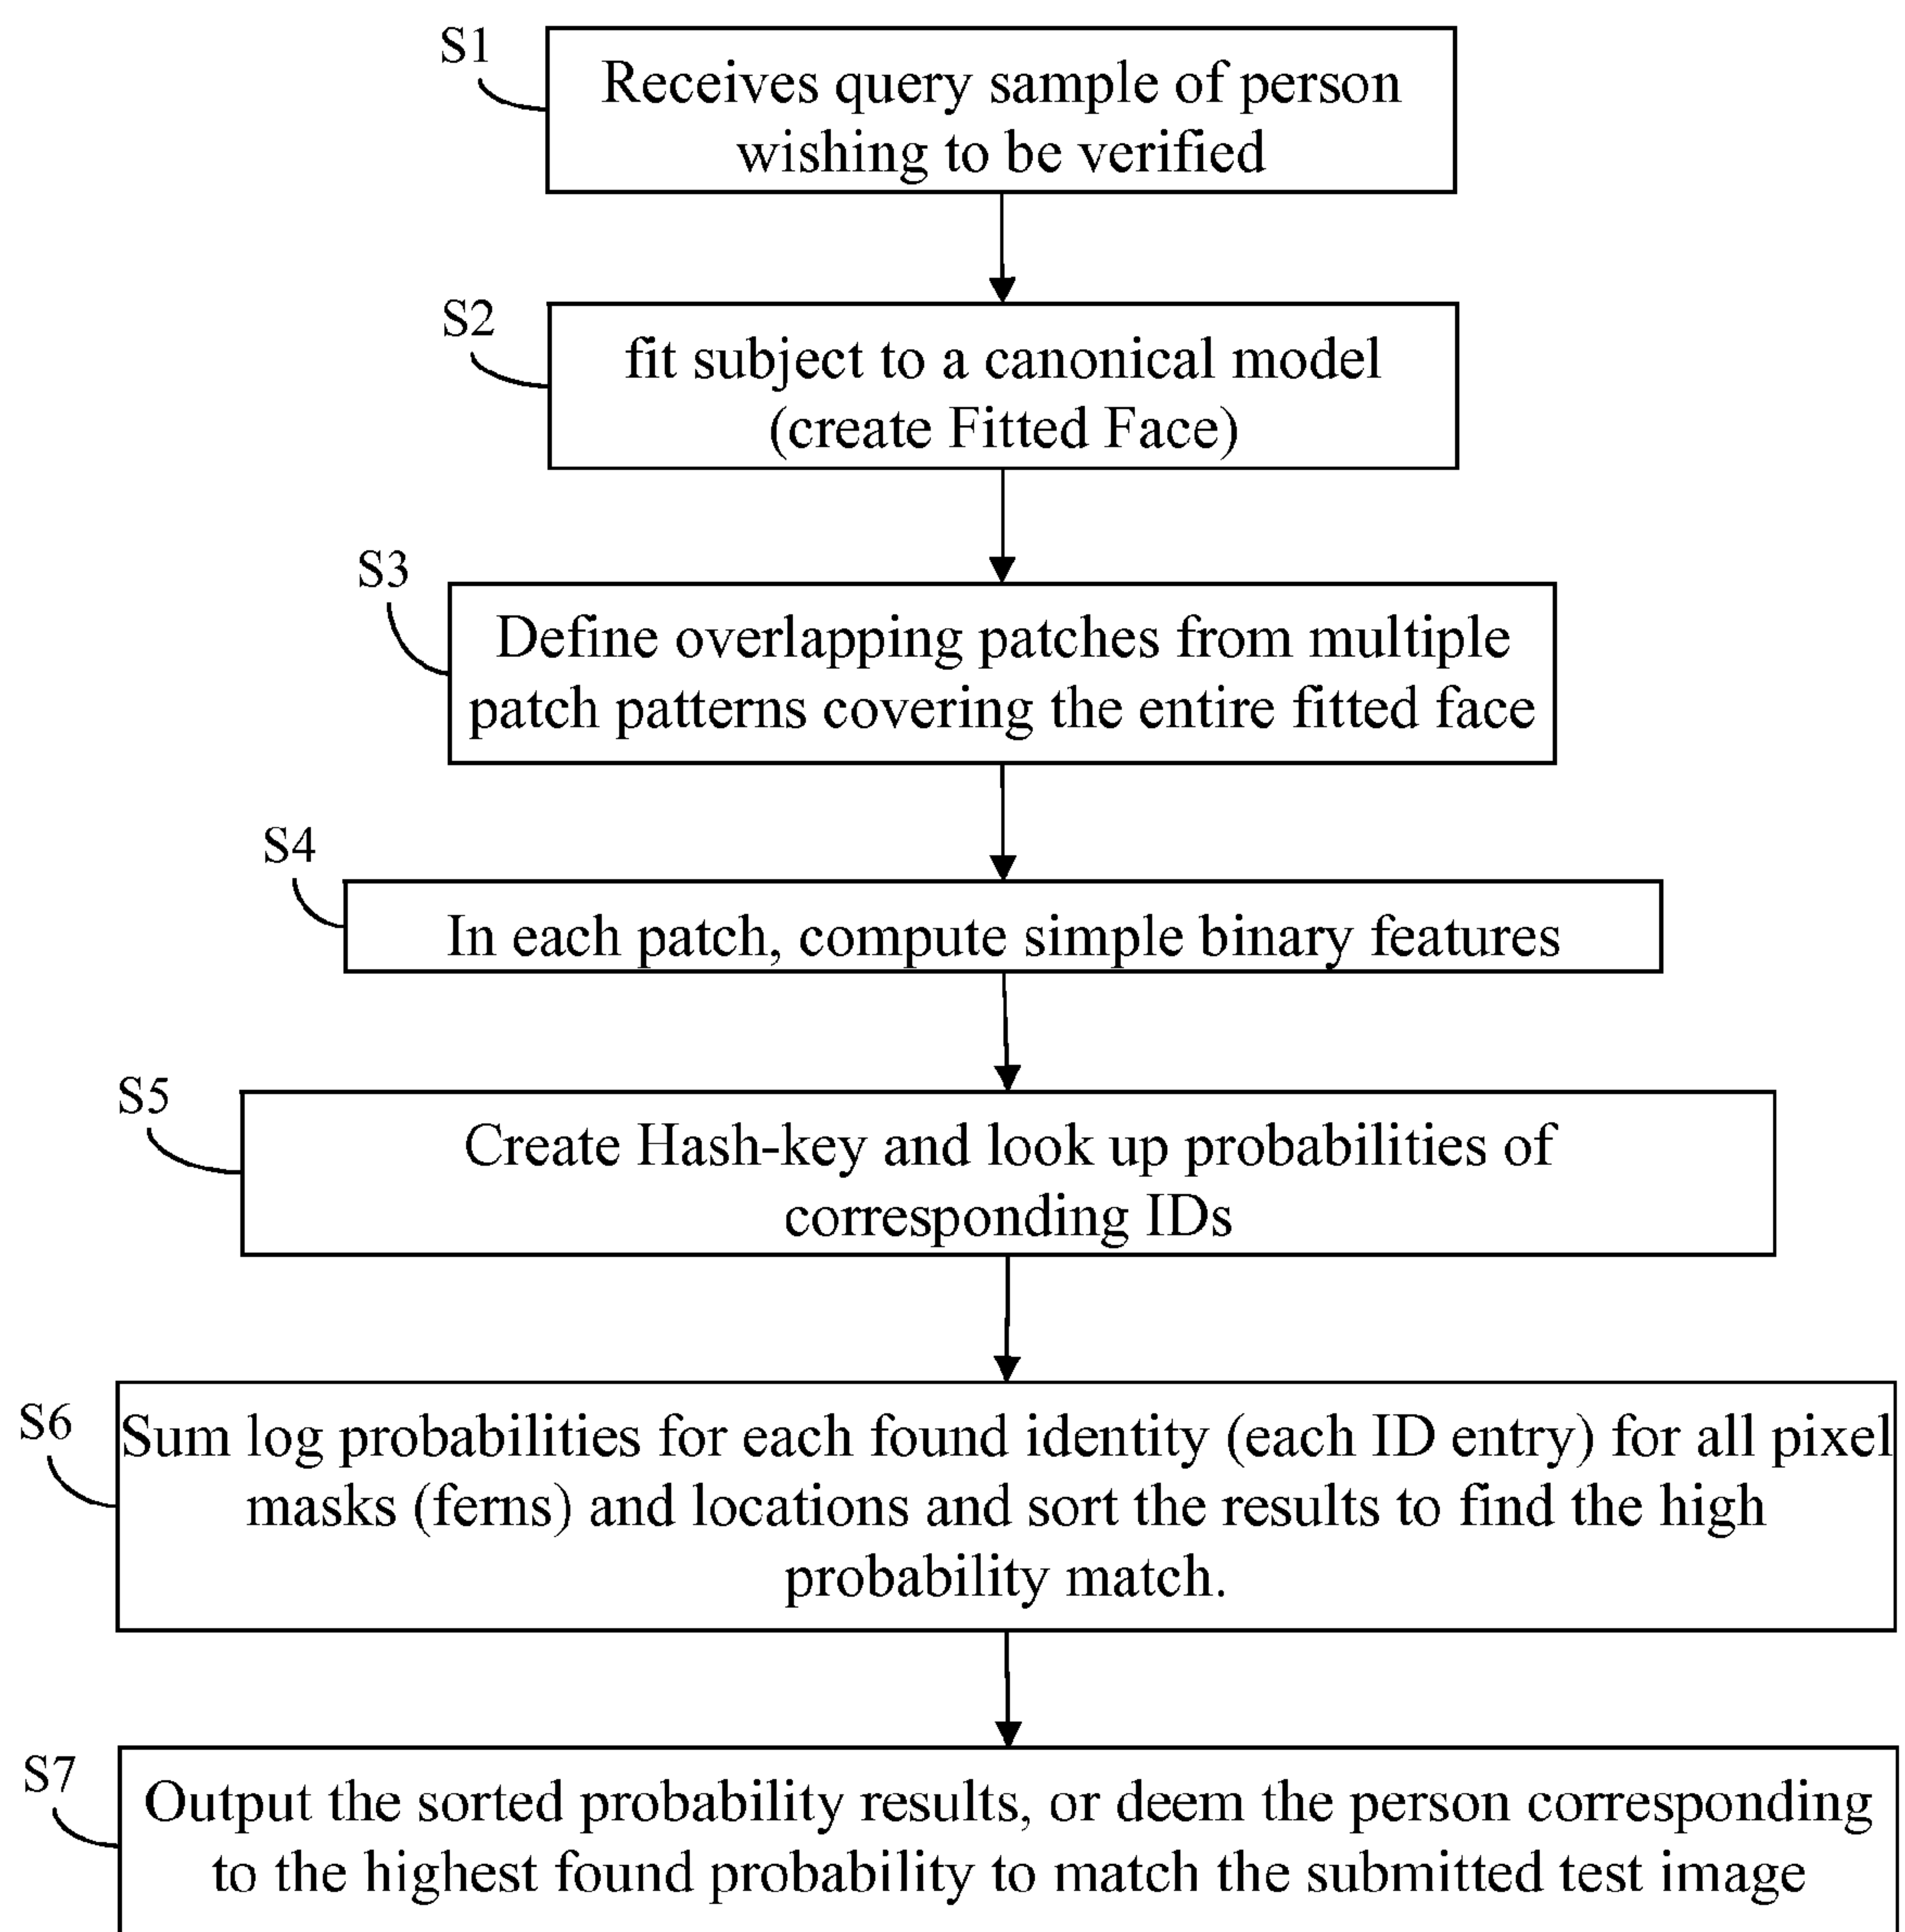 S1
Receives query sample of person
wishing to be verified
S2
fit subject to a canonical model
(create Fitted Face)
S3
Define overlapping patches from multiple
patch patterns covering the entire fitted face
S4
In each patch, compute simple binary features
S5
Create Hash-key and look up probabilities of
corresponding IDs
S6
Sum log probabilities for each found identity (each ID entry) for all pixel
masks (ferns) and locations and sort the results to find the high
probability match.
S7
Output the sorted probability results, or deem the person corresponding
to the highest found probability to match the submitted test image